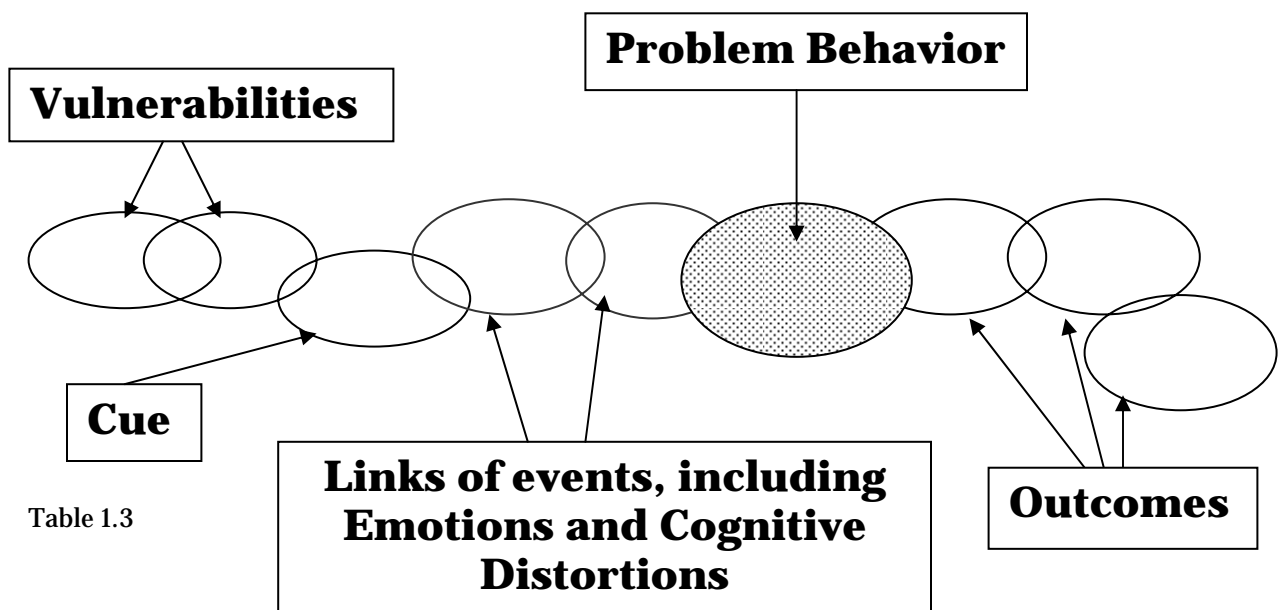 Problem Behavior
Vulnerabilities
Cue
Links of events, including
Emotions and Cognitive
Distortions
Outcomes
Table 1.3